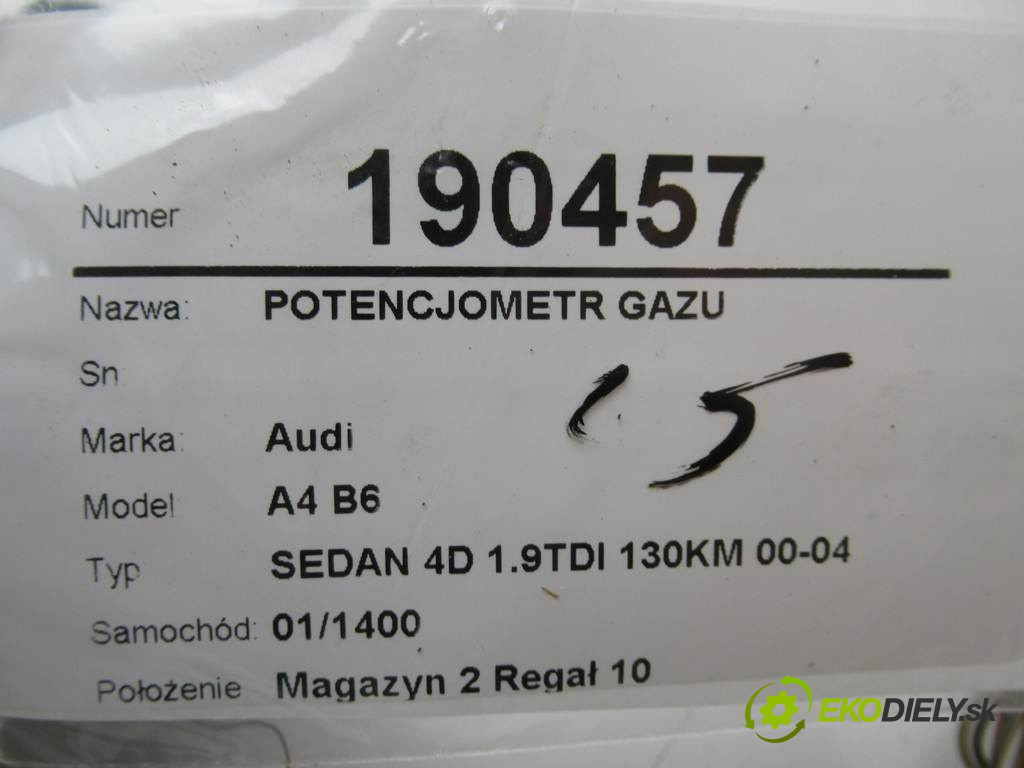 Numer 190457
Nazwa: POTENCJOMETR GAZU
Sn
Marka: Audi
Model A4 B6
Typ SEDAN 4D 1.9TDI 130KM 00-04
Samochód: 01/1400
Położenie Magazyn 2 Regał 10
EKODIELY.sk